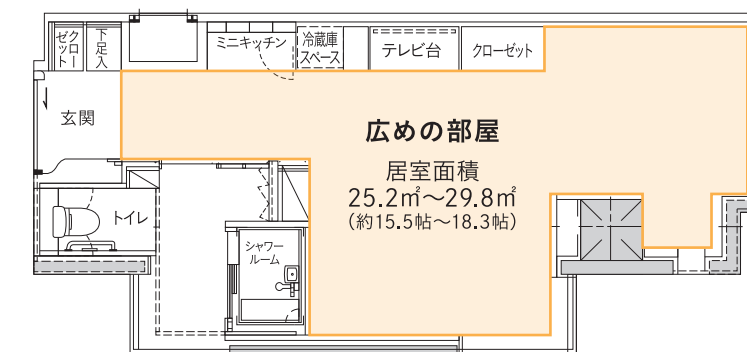 クローゼット
下足入
ミニキッチン
冷蔵庫
スペース
テレビ台
クローゼット
玄関
広めの部屋
居室面積
25.2㎡～29.8㎡
（約15.5帖～18.3帖）
トイレ
シャワー
ルーム